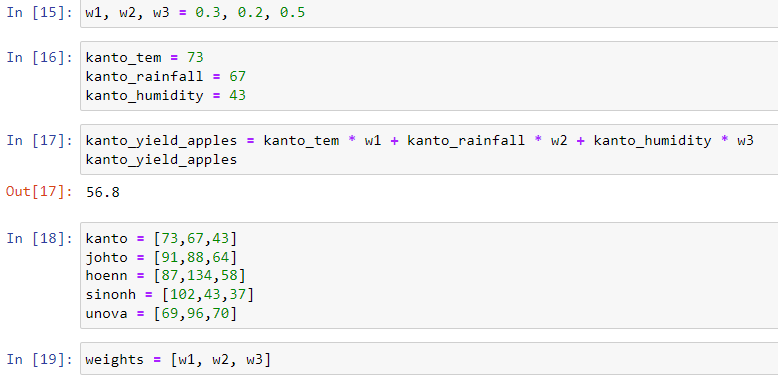 In [15]: w1, w2, w3 = 0.3, 0.2, 0.5
In [16]: kanto_tem = 73
kanto_rainfall = 67
kanto_humidity = 43
In [17]: kanto_yield_apples = kanto_tem * w1 + kanto_rainfall * w2 + kanto_humidity * w3
kanto_yield_apples
Out[17]: 56.8
In [18]: kanto = [73,67,43]
johto = [91,88,64]
hoenn = [87,134,58]
sinonh = [102,43,37]
unova = [69,96,70]
In [19]: weights = [w1, w2, w3]